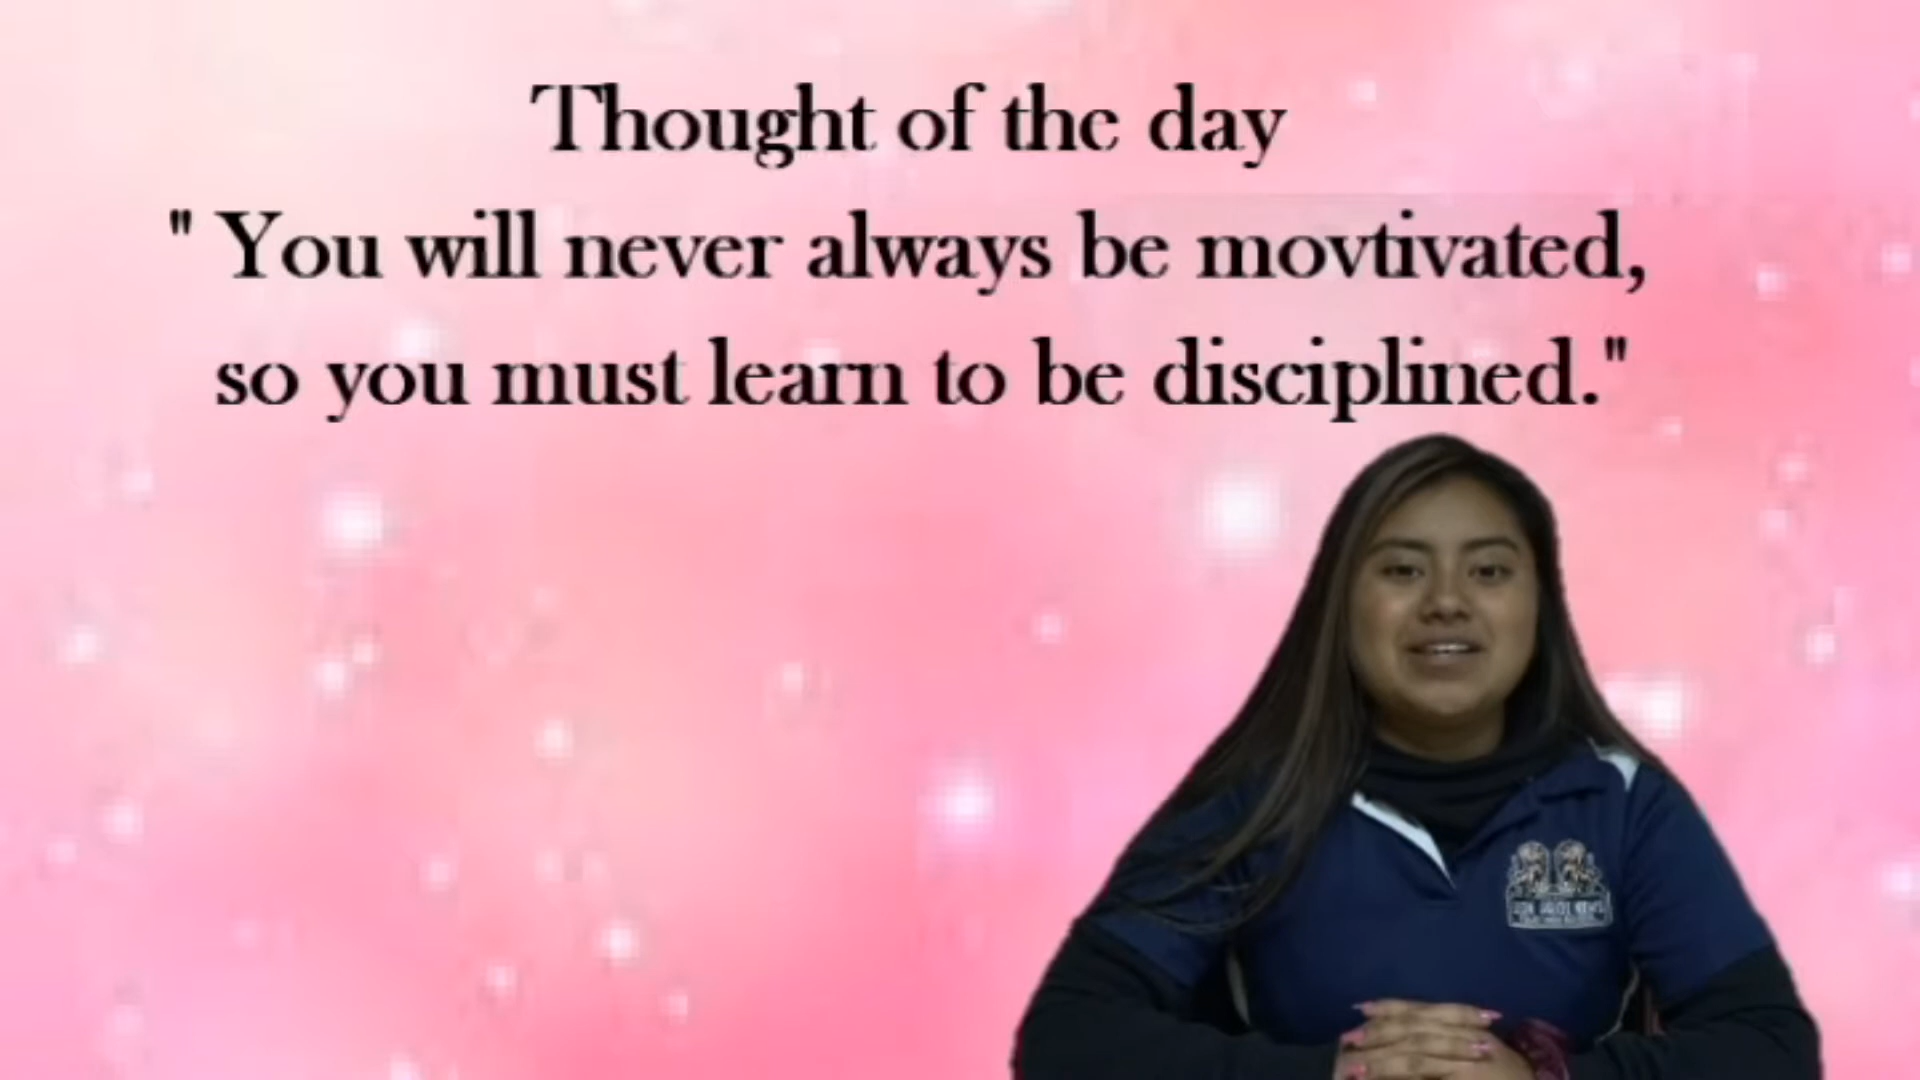 Thought of the day
" You will never always be movtivated,
so you must learn to be disciplined."